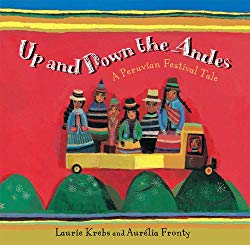 Up and Down the Andes
A Peruvian Festival Tale
Laurie Krebs and Aurélia Fronty